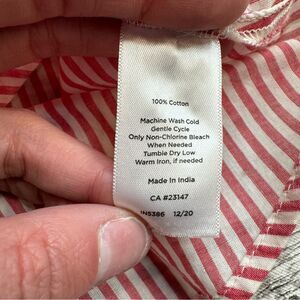 100% Cotton
Machine Wash Cold
Gentle Cycle
Only Non-Chlorine Bleach
When Needed
Tumble Dry Low
Warm Iron, if needed
Made in India
CA #23147
IN5386 12/20